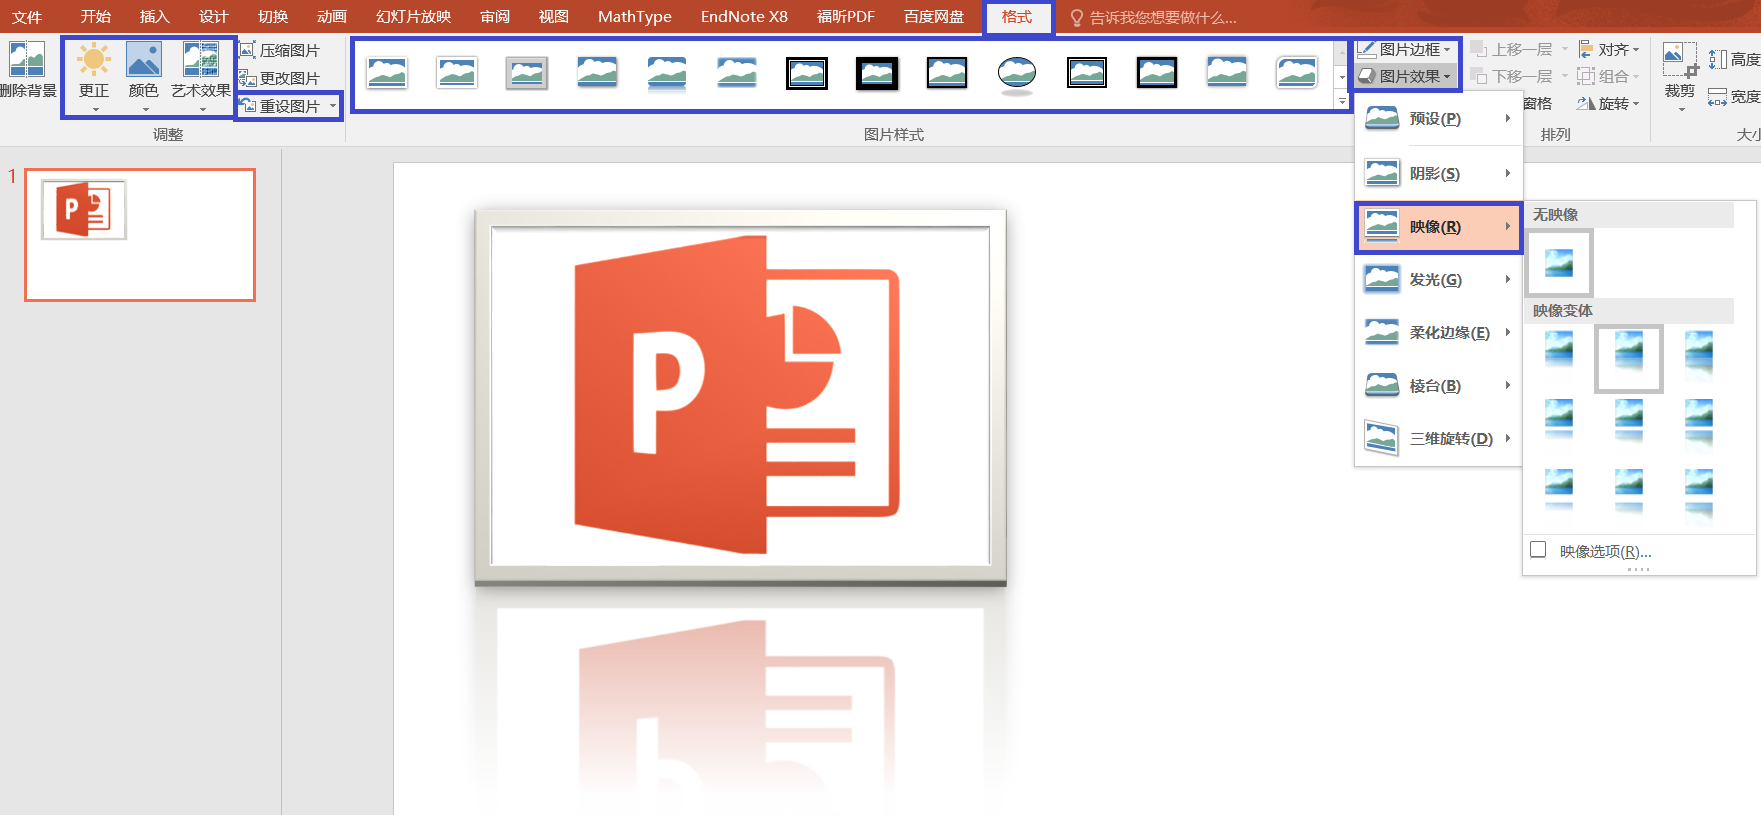 文件 开始 插入 设计 切换 动画 幻灯片放映 审阅 视图 MathType EndNote X8 福昕PDF 百度网盘 格式 告诉我您想要做什么...
删除背景
更正
颜色
艺术效果
压缩图片
更改图片
重设图片
调整
图片样式
图片边框
图片效果
上移一层
下移一层
窗格
对齐
组合
旋转
排列
裁剪
高度
宽度
大小
预设(P)
阴影(S)
映像(R)
发光(G)
柔化边缘(E)
棱台(B)
三维旋转(D)
无映像
映像变体
映像选项(R)...
1
P
P